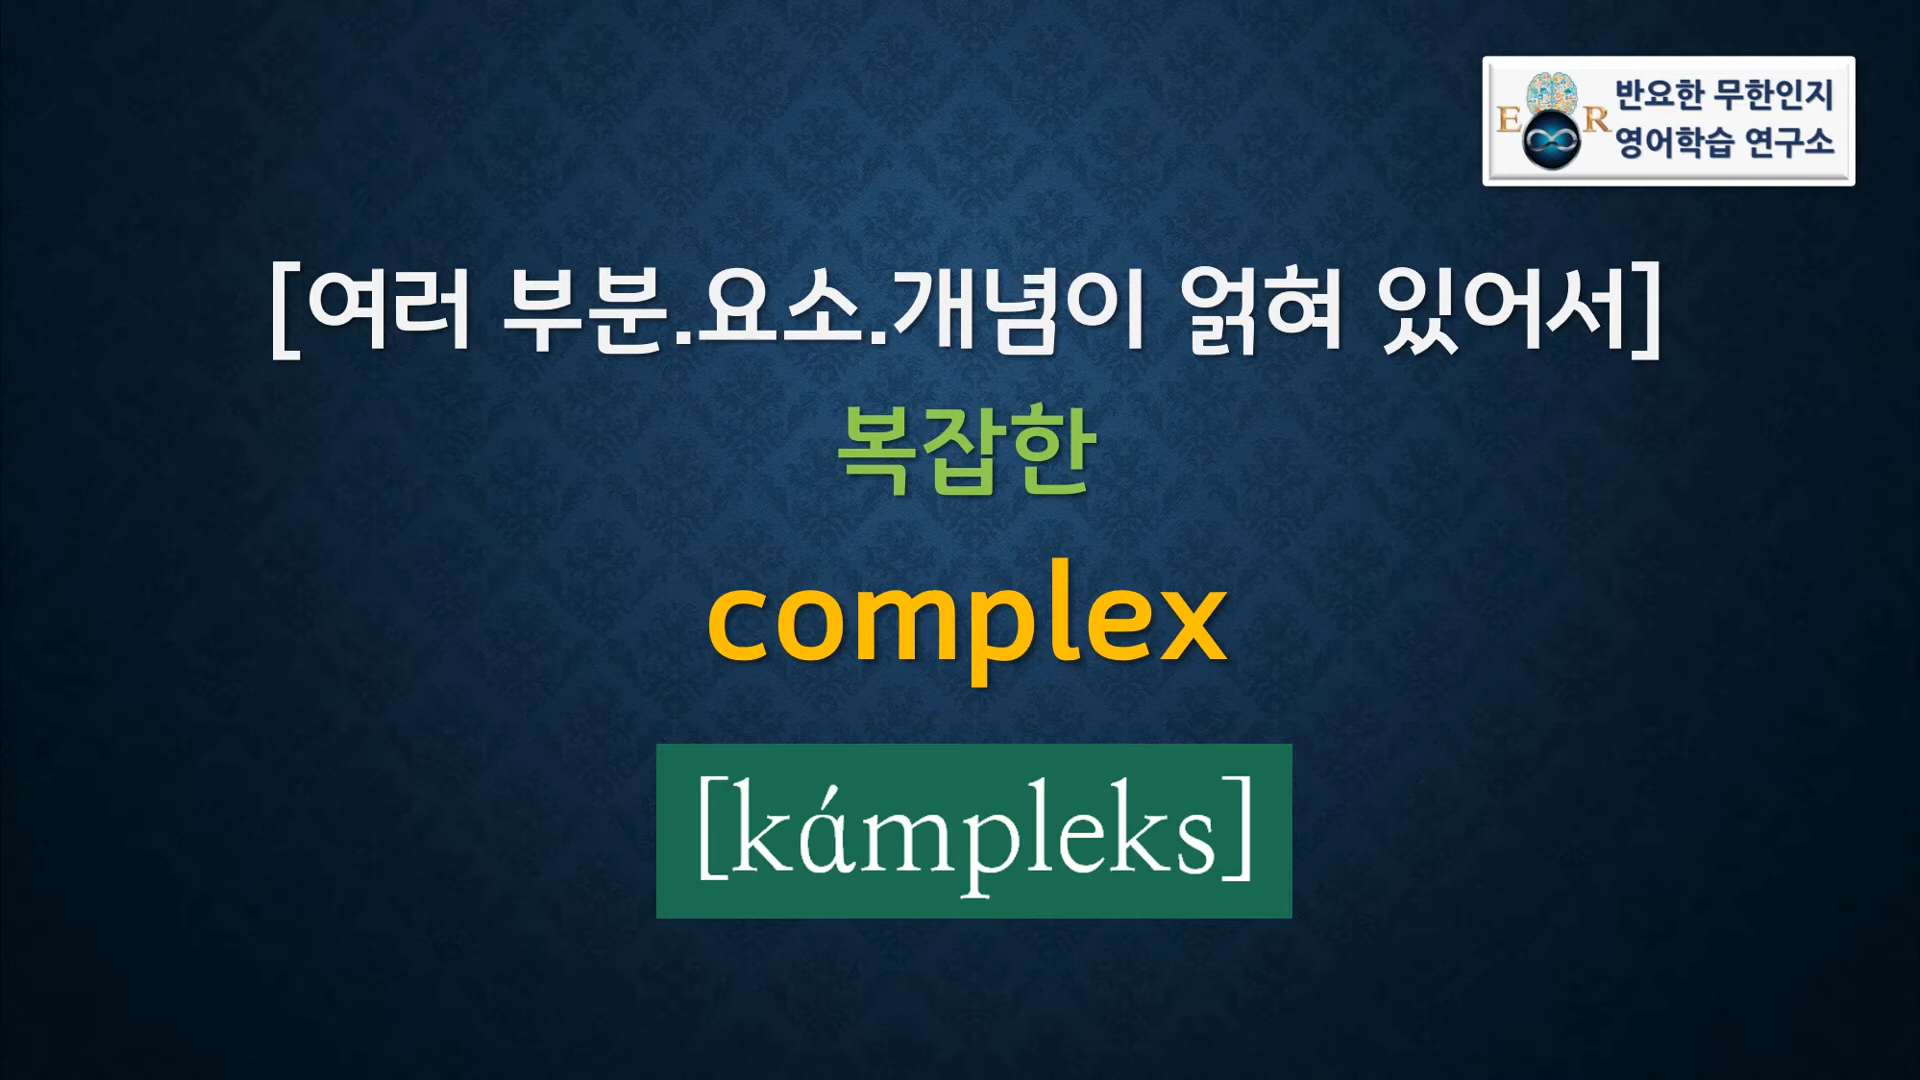 E R 반요한 무한인지
영어학습 연구소
[여러 부분.요소.개념이 얽혀 있어서]
복잡한
complex
[kάmpleks]